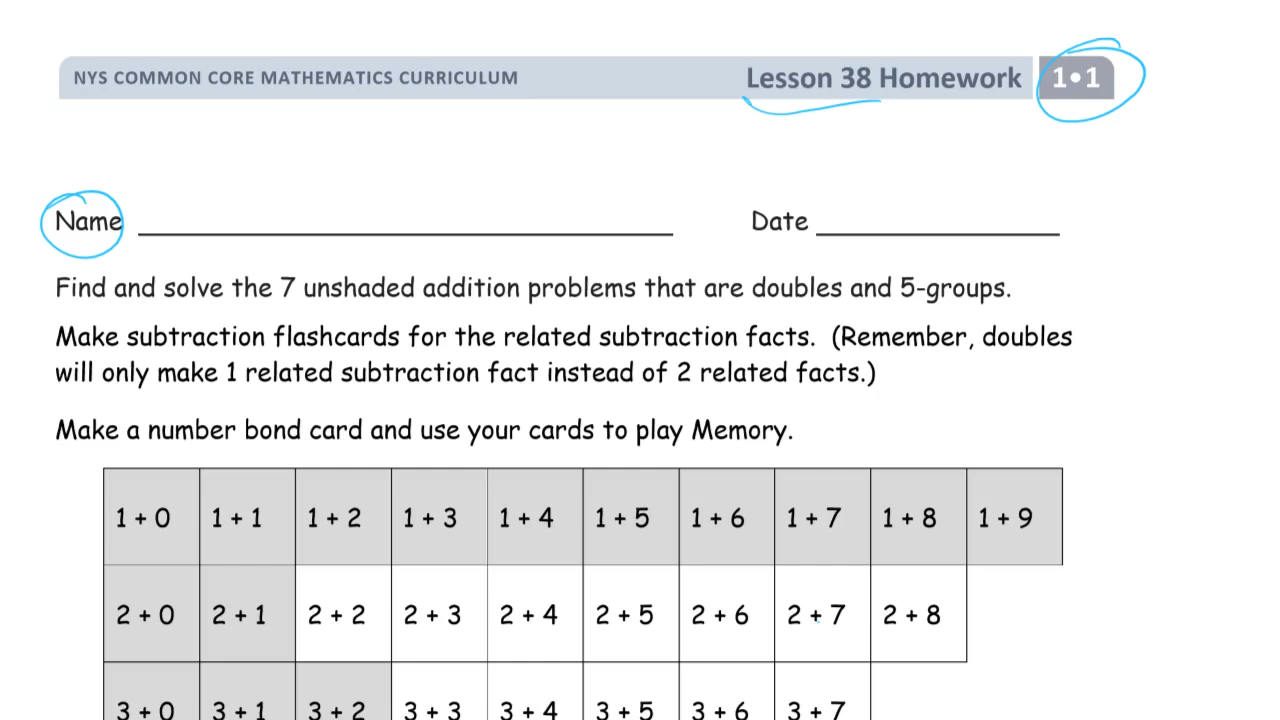 NYS COMMON CORE MATHEMATICS CURRICULUM Lesson 38 Homework 1•1
Name Date
Find and solve the 7 unshaded addition problems that are doubles and 5-groups.
Make subtraction flashcards for the related subtraction facts. (Remember, doubles
will only make 1 related subtraction fact instead of 2 related facts.)
Make a number bond card and use your cards to play Memory.
1 + 0 1 + 1 1 + 2 1 + 3 1 + 4 1 + 5 1 + 6 1 + 7 1 + 8 1 + 9
2 + 0 2 + 1 2 + 2 2 + 3 2 + 4 2 + 5 2 + 6 2 + 7 2 + 8
3 + 0 3 + 1 3 + 2 3 + 3 3 + 4 3 + 5 3 + 6 3 + 7